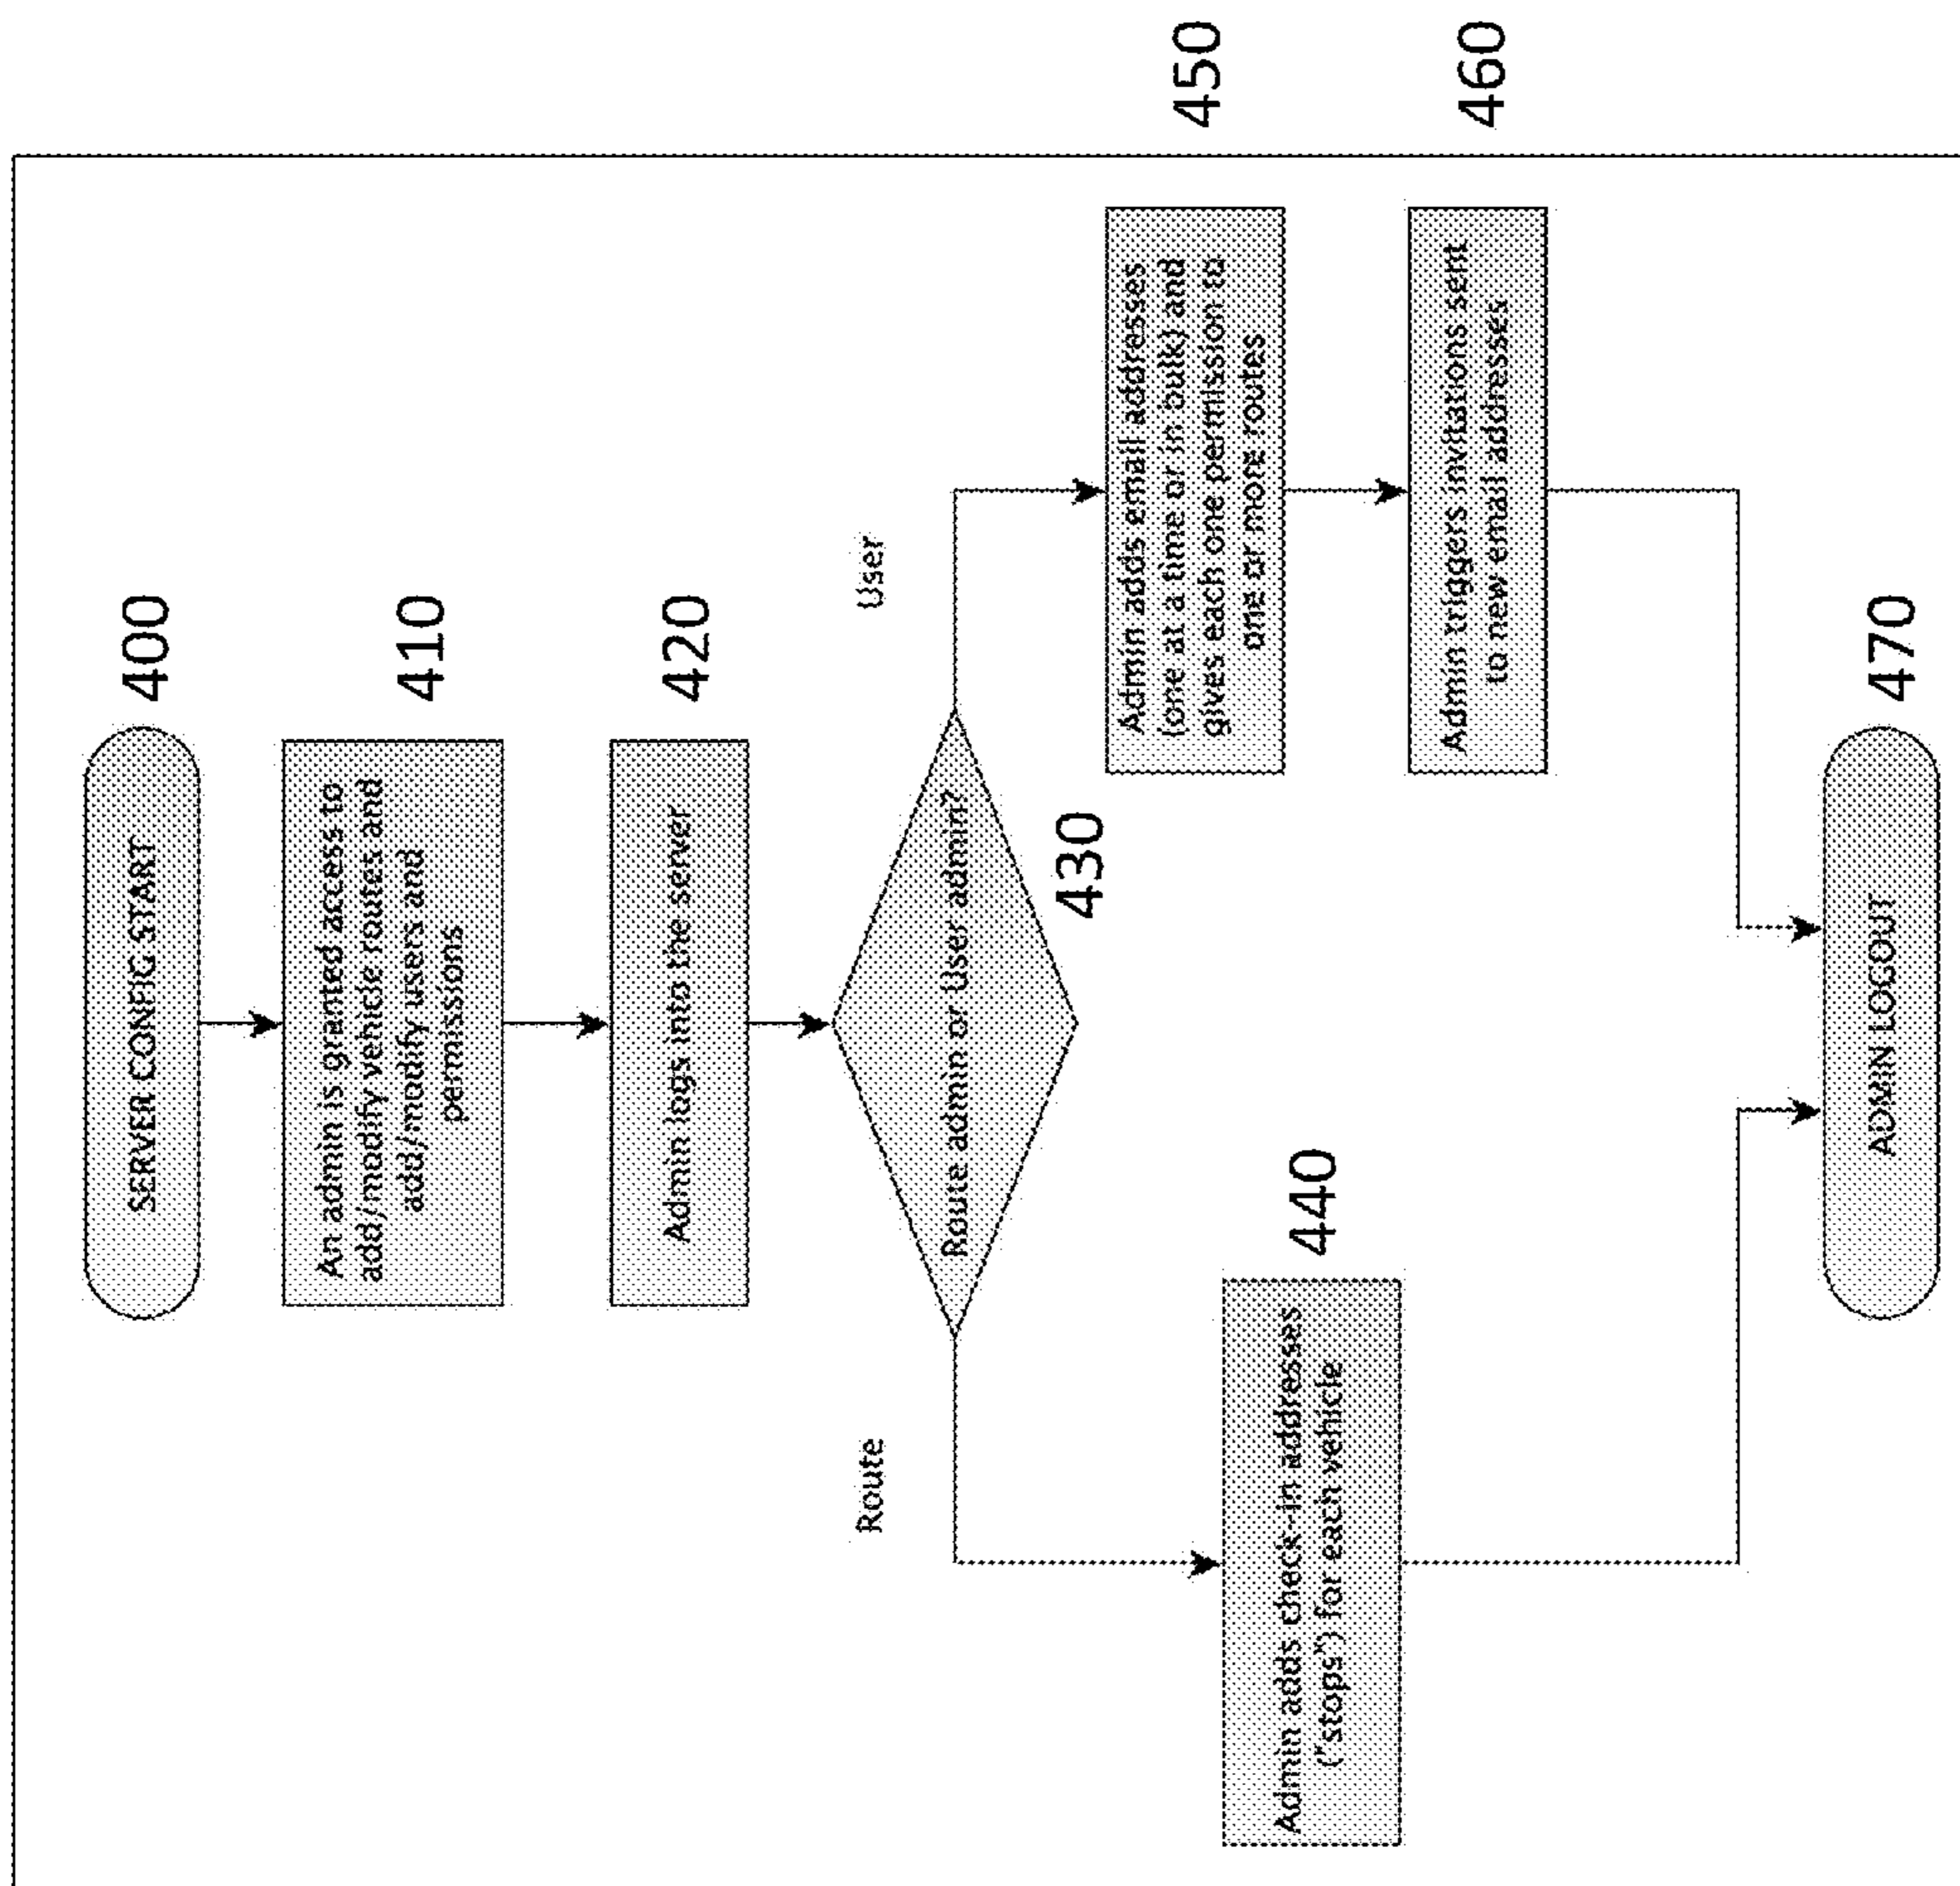 SERVER CONFIG START
400
An admin is granted access to
add/modify vehicle routes and
add/modify users and
permissions
410
Admin logs into the server
420
Route admin or User admin?
430
Route
User
Admin adds check-in addresses
("stops") for each vehicle
440
Admin adds email addresses
(one at a time or in bulk) and
gives each one permission to
one or more routes
450
Admin triggers invitations sent
to new email addresses
460
ADMIN LOGOUT
470